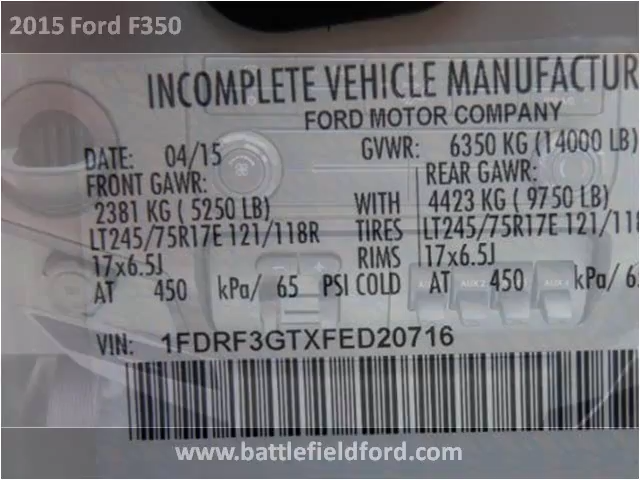 2015 Ford F350
INCOMPLETE VEHICLE MANUFACTUR
FORD MOTOR COMPANY
DATE: 04/15 GVWR: 6350 KG (14000 LB)
FRONT GAWR: REAR GAWR:
2381 KG ( 5250 LB) WITH 4423 KG ( 9750 LB)
LT245/75R17E 121/118R TIRES LT245/75R17E 121/118
17x6.5J RIMS 17x6.5J
AT 450 kPa/ 65 PSI COLD AT 450 kPa/ 65
AUX 2
VIN: 1FDRF3GTXFED20716
www.battlefieldford.com